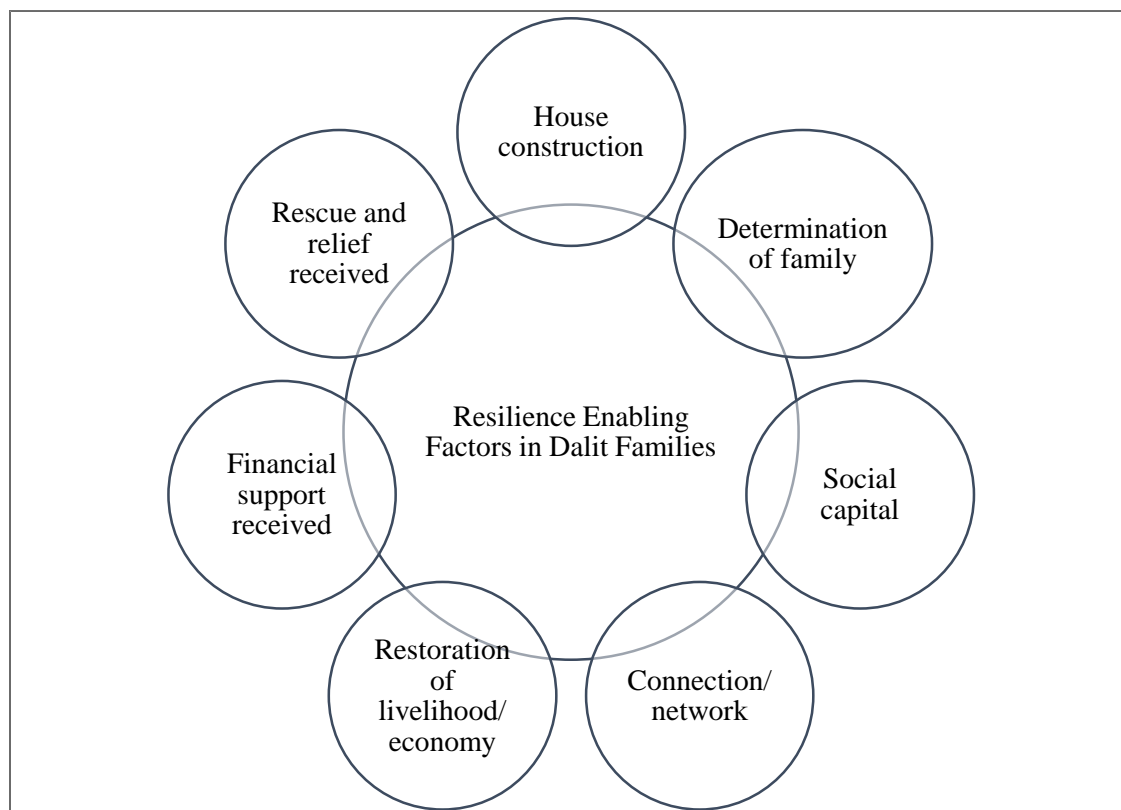 House
construction
Determination
of family
Social
capital
Connection/
network
Restoration
of
livelihood/
economy
Financial
support
received
Rescue and
relief
received
Resilience Enabling
Factors in Dalit Families